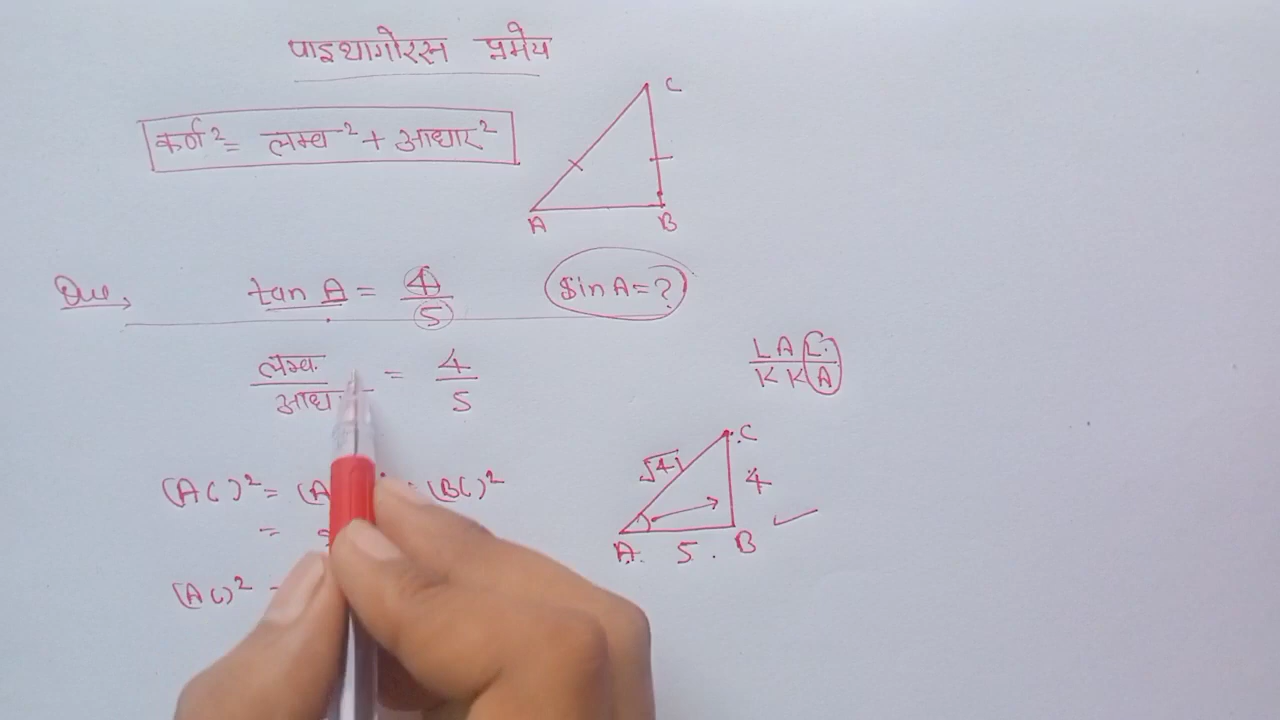 पाइथागोरस प्रमेय
कर्ण² = लम्ब² + आधार²
C
A B
Que, tan A = 4/5 sin A = ?
लम्ब = 4/5
L A L
K K A
C
√41 4
A 5 B
(AC)² = (BC)²
=
(AC)²